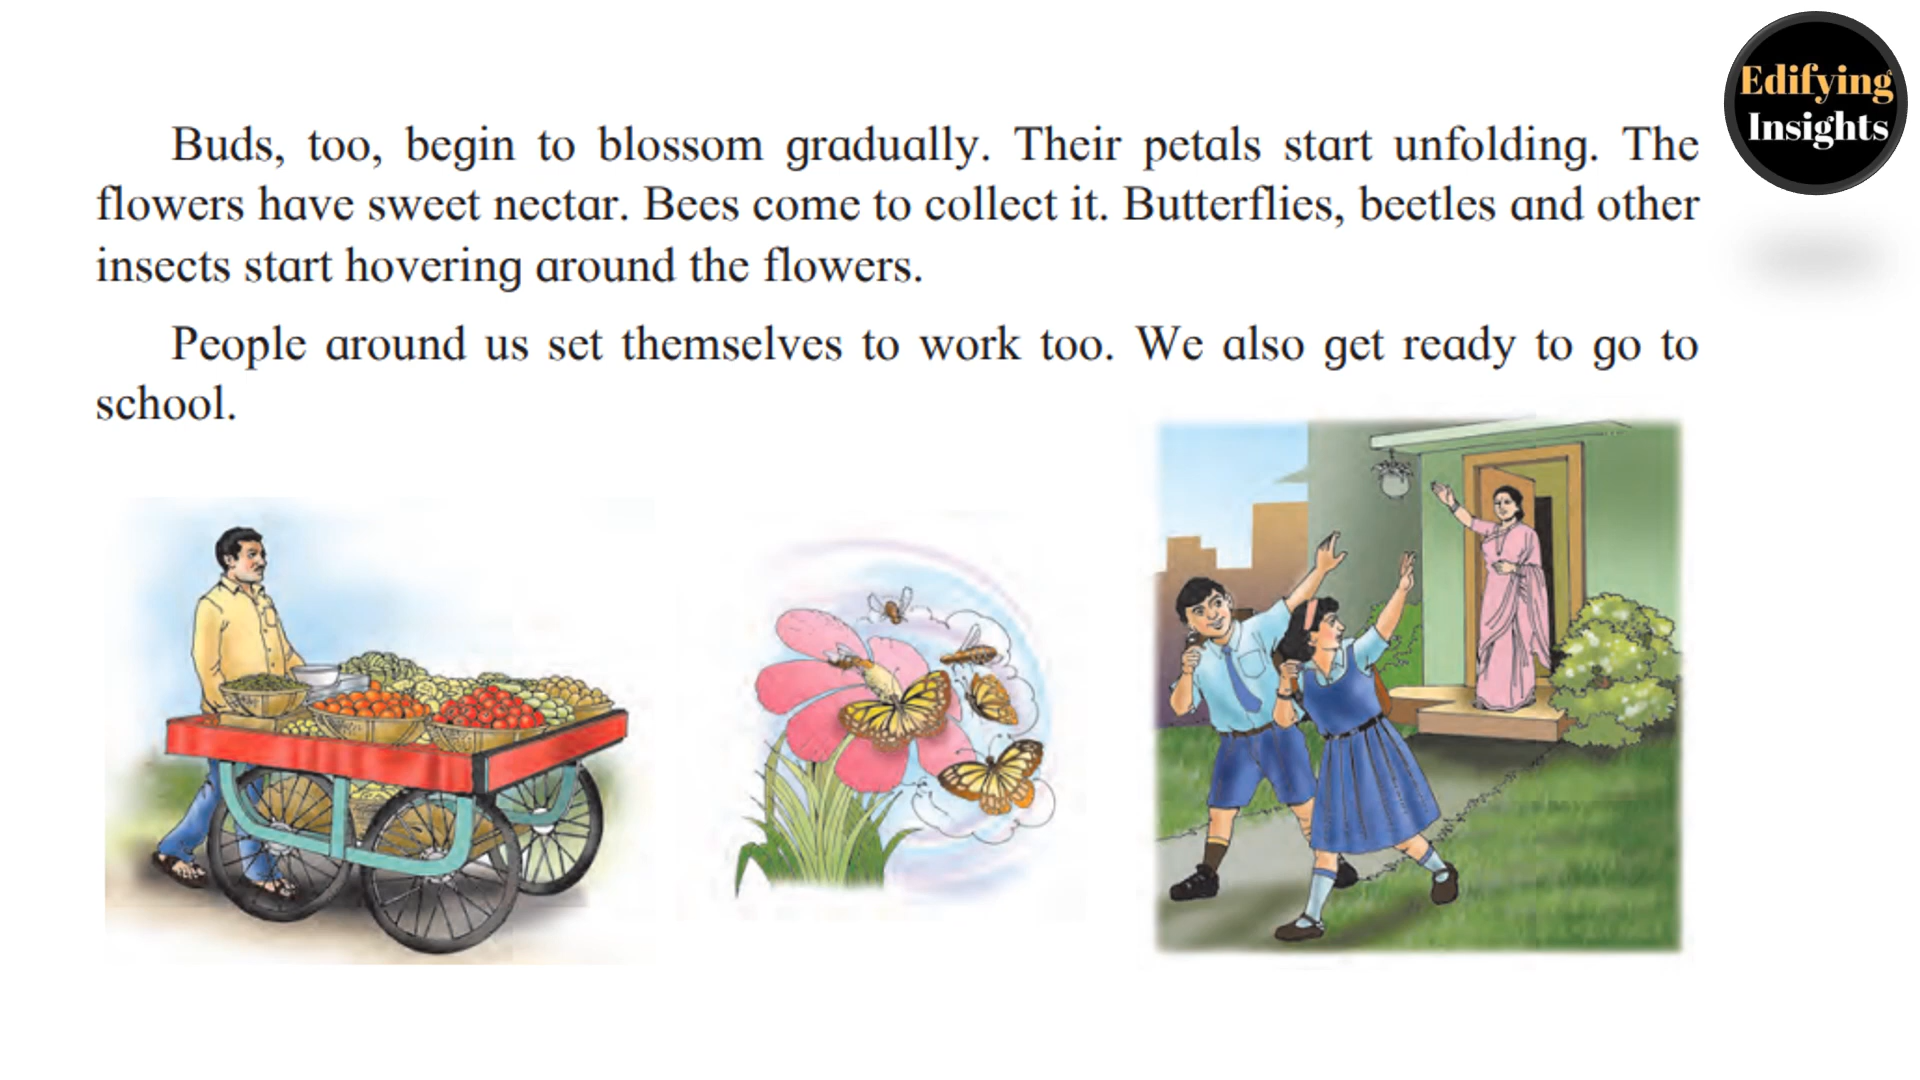 Edifying
Insights
Buds, too, begin to blossom gradually. Their petals start unfolding. The
flowers have sweet nectar. Bees come to collect it. Butterflies, beetles and other
insects start hovering around the flowers.
People around us set themselves to work too. We also get ready to go to
school.